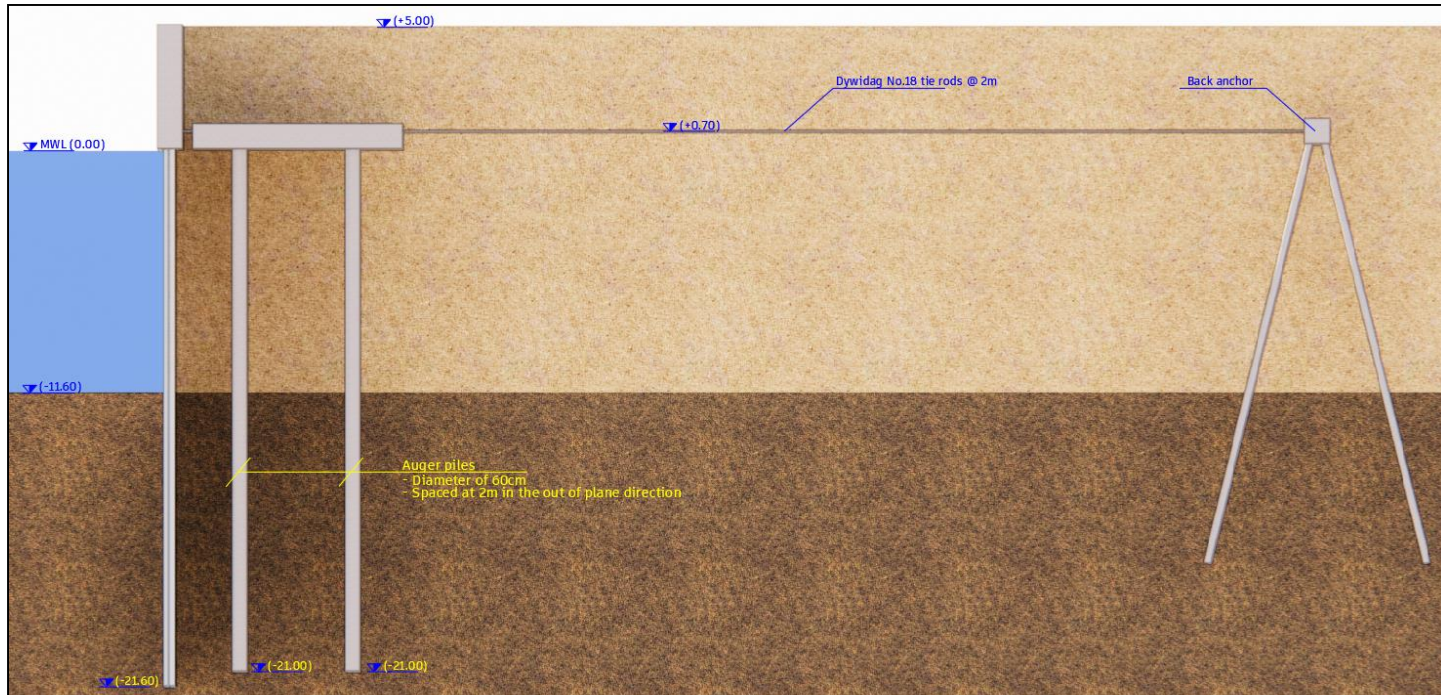 (+5.00)
Dywidag No.18 tie rods @ 2m
Back anchor
(+0.70)
MWL (0.00)
(-11.60)
Auger piles
- Diameter of 60cm
- Spaced at 2m in the out of plane direction
(-21.00)
(-21.00)
(-21.60)